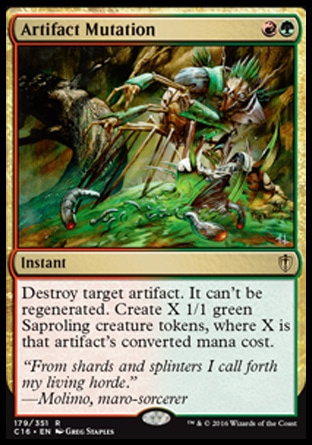 Artifact Mutation
Instant
Destroy target artifact. It can't be
regenerated. Create X 1/1 green
Saproling creature tokens, where X is
that artifact's converted mana cost.
“From shards and splinters I call forth
my living horde.”
—Molimo, maro-sorcerer
179/351 R
C16 • EN GREG STAPLES
™ & © 2016 Wizards of the Coast